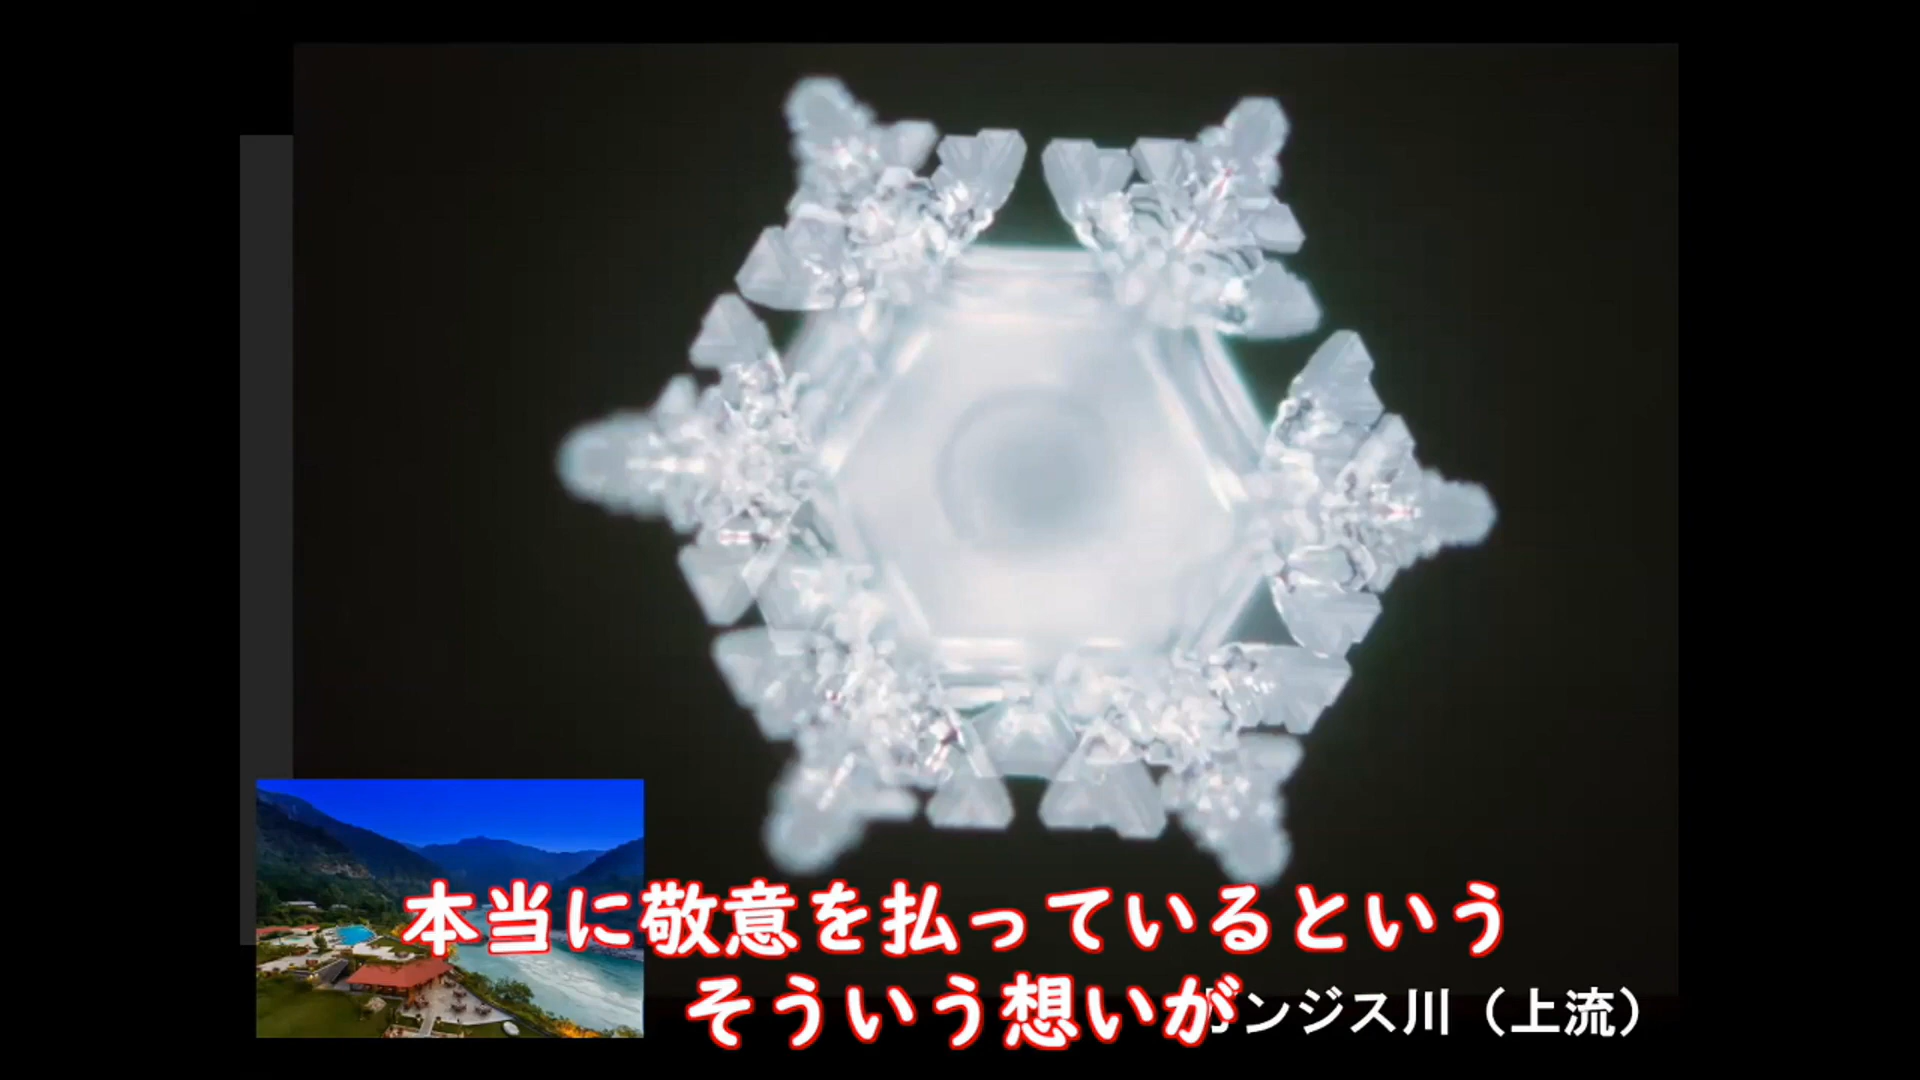 本当に敬意を払っているという
そういう想いが
ンジス川（上流）